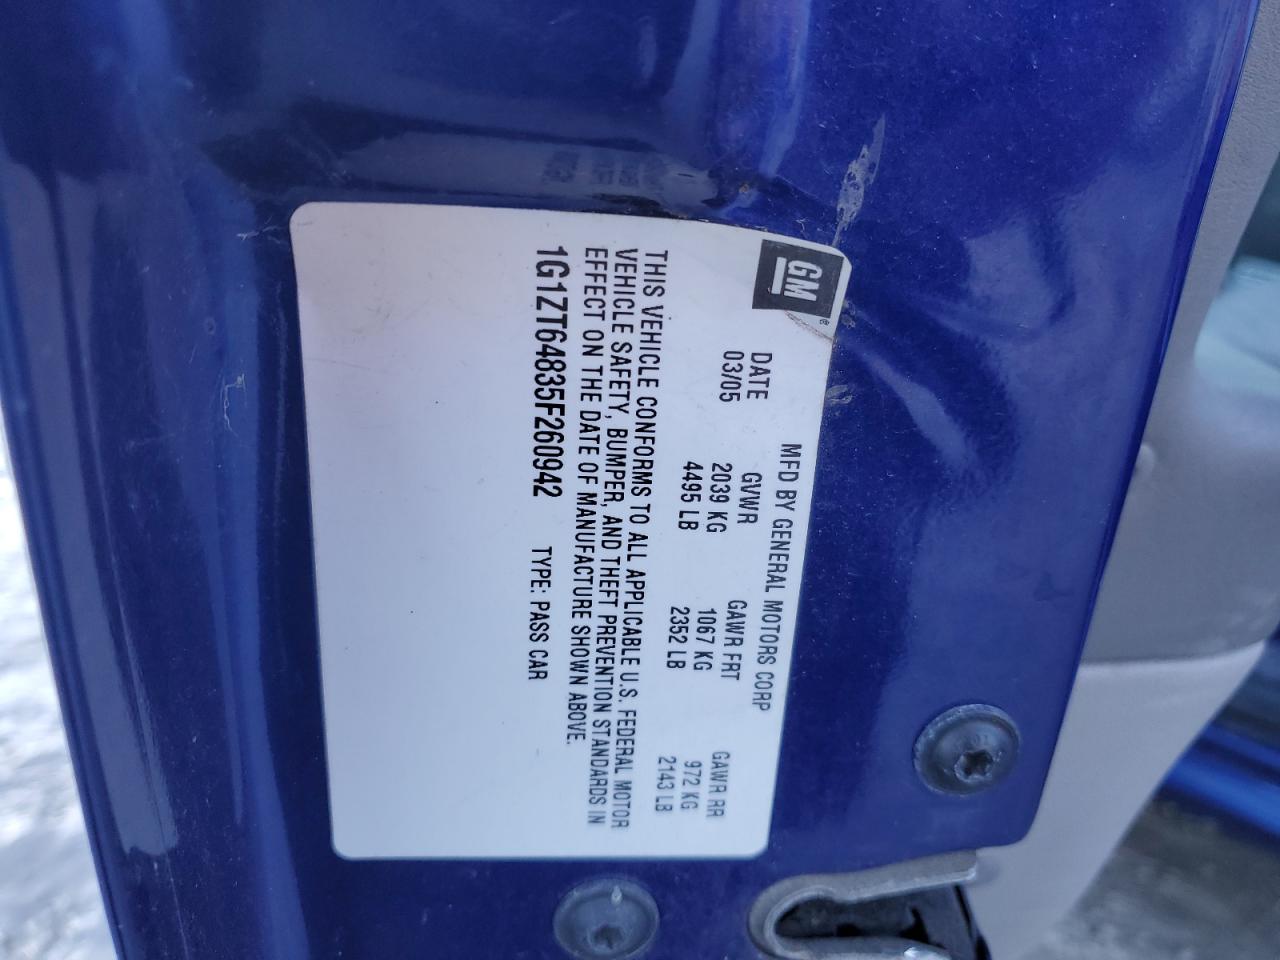 GM®
MFD BY GENERAL MOTORS CORP
DATE GVWR GAWR FRT GAWR RR
03/05 2039 KG 1067 KG 972 KG
4495 LB 2352 LB 2143 LB
THIS VEHICLE CONFORMS TO ALL APPLICABLE U.S. FEDERAL MOTOR
VEHICLE SAFETY, BUMPER, AND THEFT PREVENTION STANDARDS IN
EFFECT ON THE DATE OF MANUFACTURE SHOWN ABOVE.
1G1ZT64835F260942 TYPE: PASS CAR